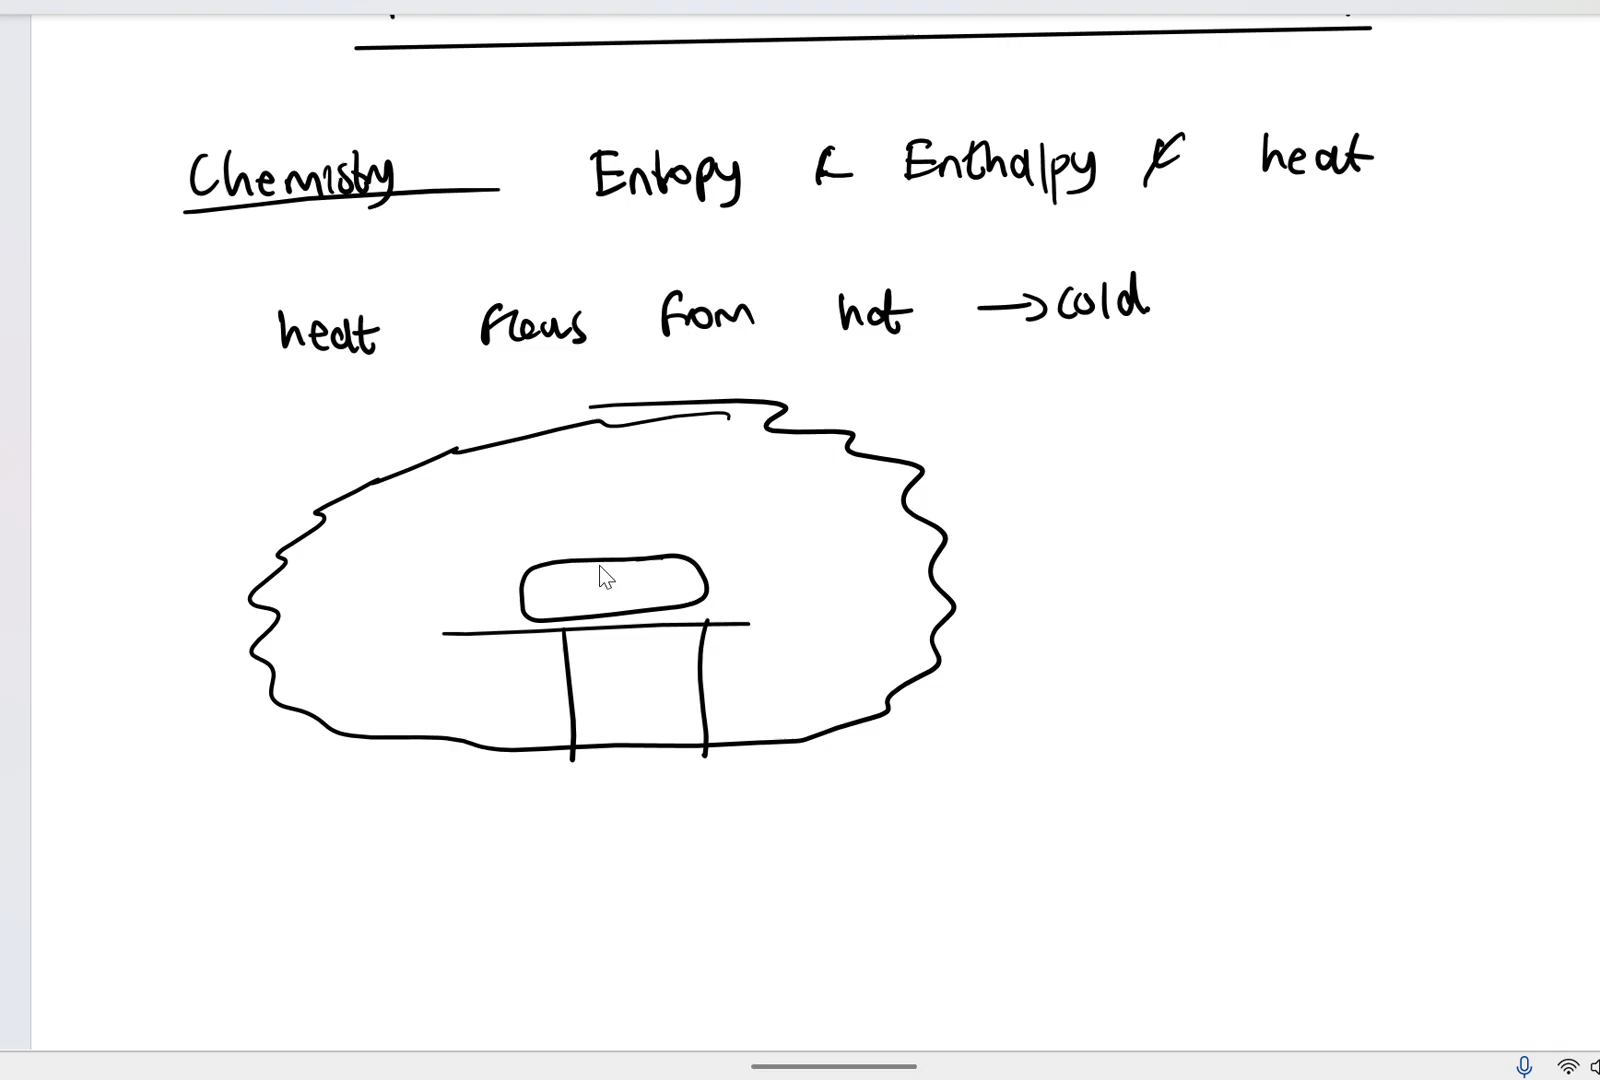 Chemistry Entropy & Enthalpy & heat
heat flows from hot → cold